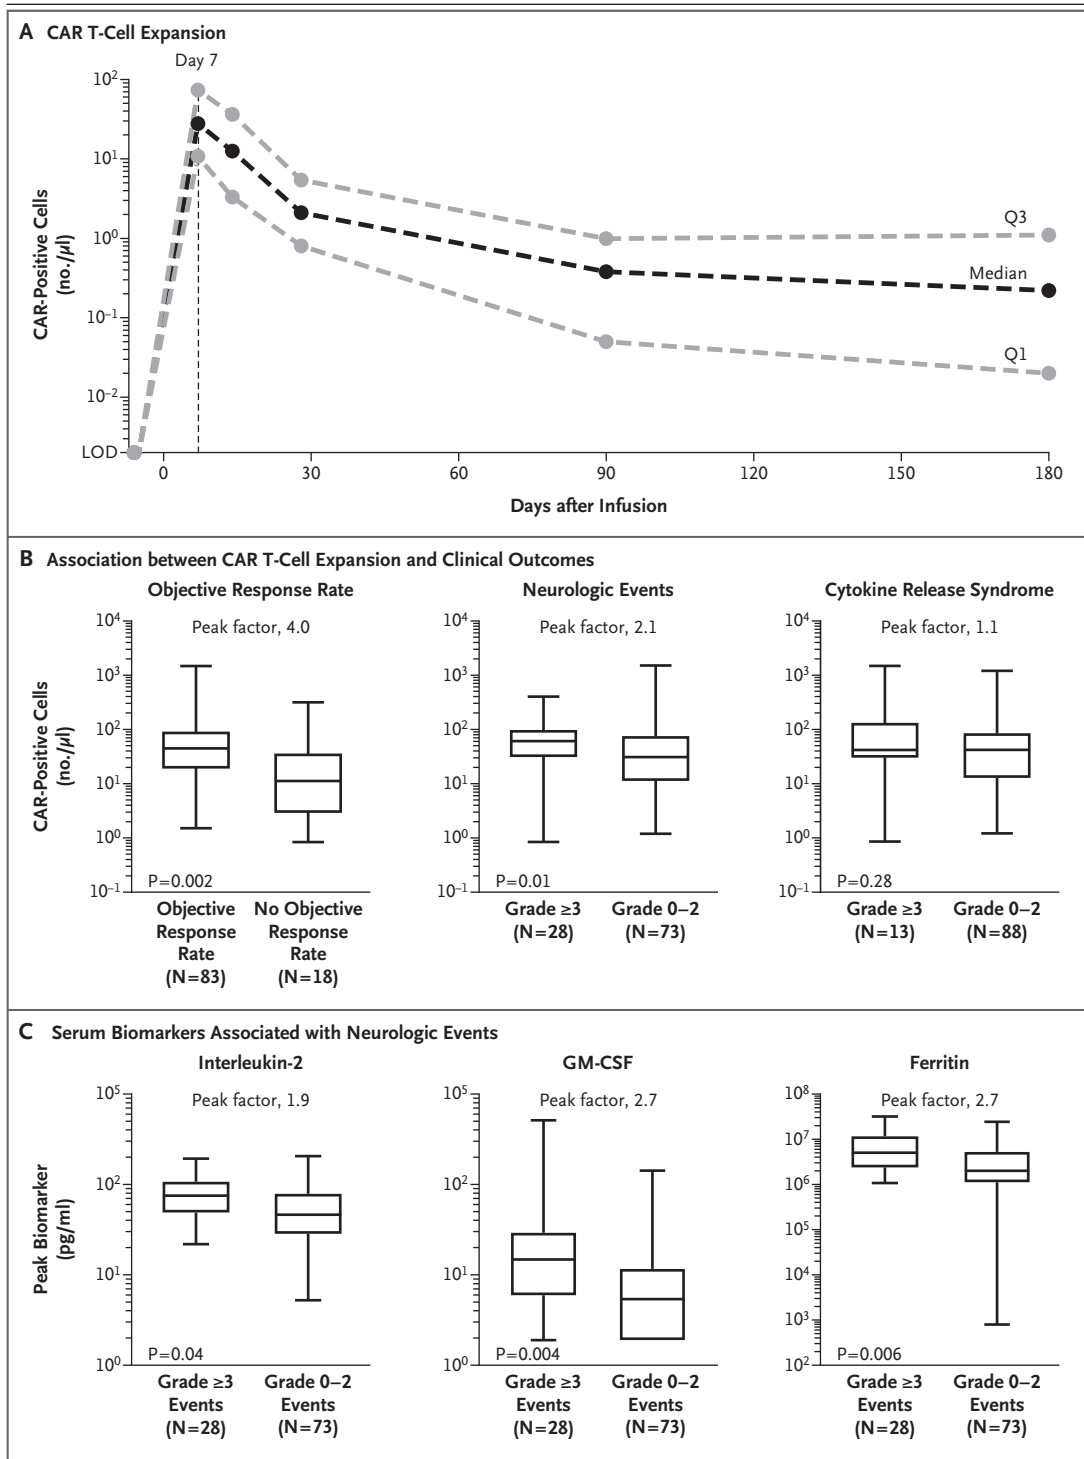 A CAR T-Cell Expansion
Day 7
CAR-Positive Cells
(no./µl)
10²
10¹
10⁰
10⁻¹
10⁻²
LOD
Q3
Median
Q1
0 30 60 90 120 150 180
Days after Infusion
B Association between CAR T-Cell Expansion and Clinical Outcomes
Objective Response Rate
Peak factor, 4.0
CAR-Positive Cells
(no./µl)
10⁴
10³
10²
10¹
10⁰
10⁻¹
P=0.002
Objective
Response
Rate
(N=83)
No Objective
Response
Rate
(N=18)
Neurologic Events
Peak factor, 2.1
10⁴
10³
10²
10¹
10⁰
10⁻¹
P=0.01
Grade ≥3
(N=28)
Grade 0–2
(N=73)
Cytokine Release Syndrome
Peak factor, 1.1
10⁴
10³
10²
10¹
10⁰
10⁻¹
P=0.28
Grade ≥3
(N=13)
Grade 0–2
(N=88)
C Serum Biomarkers Associated with Neurologic Events
Interleukin-2
Peak factor, 1.9
Peak Biomarker
(pg/ml)
10⁵
10²
10¹
10⁰
P=0.04
Grade ≥3
Events
(N=28)
Grade 0–2
Events
(N=73)
GM-CSF
Peak factor, 2.7
10⁵
10²
10¹
10⁰
P=0.004
Grade ≥3
Events
(N=28)
Grade 0–2
Events
(N=73)
Ferritin
Peak factor, 2.7
10⁸
10⁷
10⁶
10⁵
10⁴
10³
10²
P=0.006
Grade ≥3
Events
(N=28)
Grade 0–2
Events
(N=73)